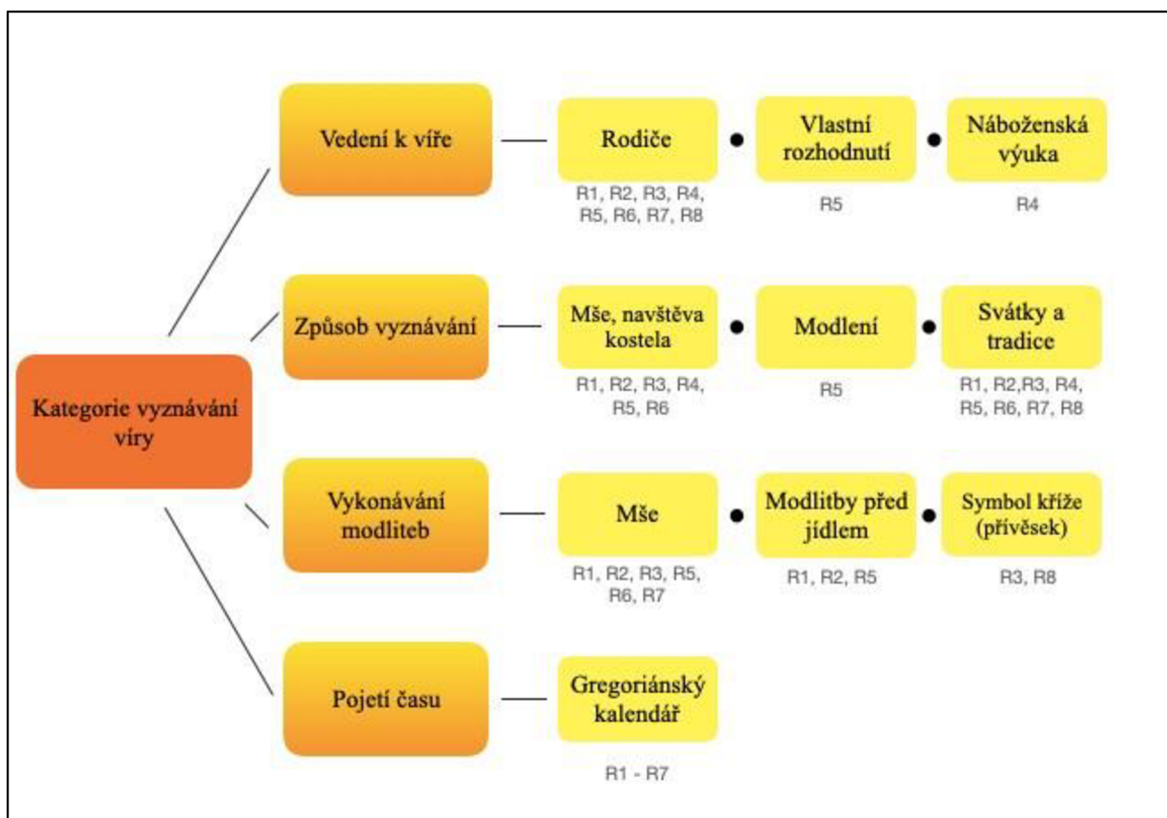 Vedení k víře
Rodiče
R1, R2, R3, R4,
R5, R6, R7, R8
Vlastní
rozhodnutí
R5
Náboženská
výuka
R4
Způsob vyznávání
Mše, navštěva
kostela
R1, R2, R3, R4,
R5, R6
Modlení
R5
Svátky a
tradice
R1, R2,R3, R4,
R5, R6, R7, R8
Kategorie vyznávání
víry
Vykonávání
modliteb
Mše
R1, R2, R3, R5,
R6, R7
Modlitby před
jídlem
R1, R2, R5
Symbol kříže
(přívěsek)
R3, R8
Pojetí času
Gregoriánský
kalendář
R1 - R7